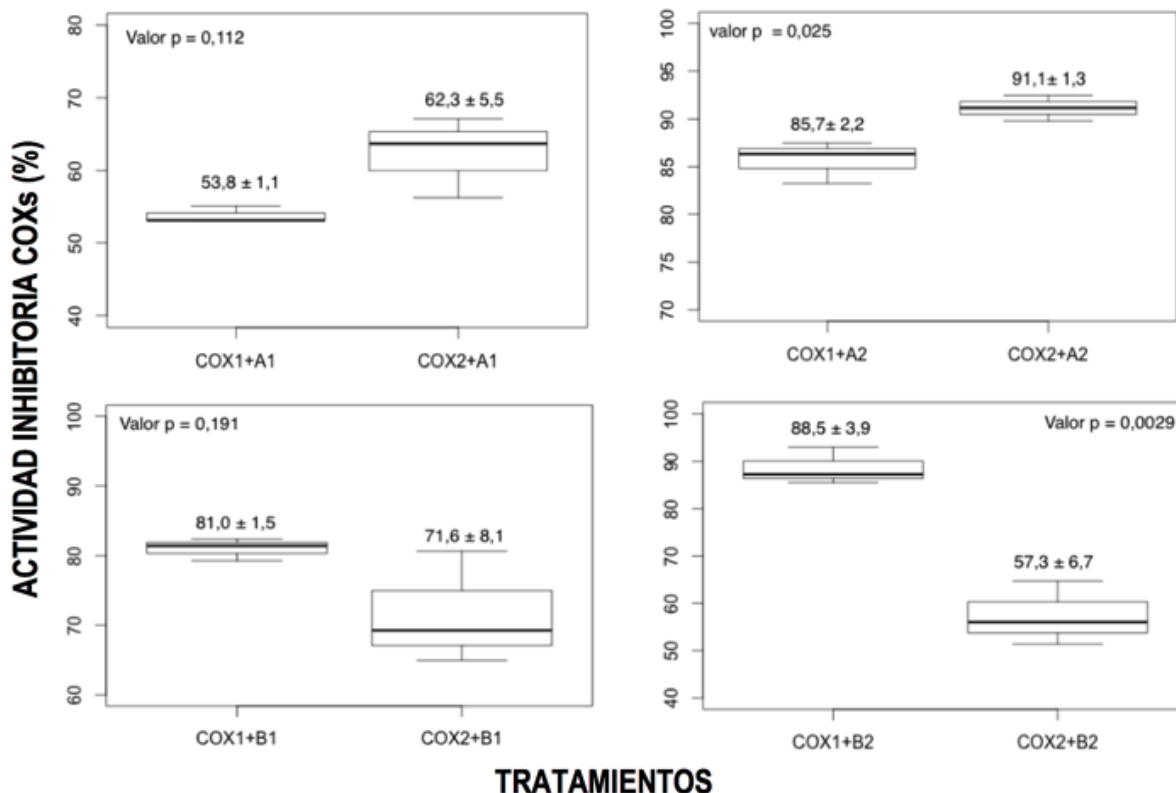 ACTIVIDAD INHIBITORIA COXs (%)
Valor p = 0,112
80
70
60
50
40
53,8 ± 1,1
62,3 ± 5,5
COX1+A1
COX2+A1
valor p = 0,025
100
95
90
85
80
75
70
85,7± 2,2
91,1± 1,3
COX1+A2
COX2+A2
Valor p = 0,191
100
90
80
70
60
81,0 ± 1,5
71,6 ± 8,1
COX1+B1
COX2+B1
Valor p = 0,0029
100
90
80
70
60
50
40
88,5 ± 3,9
57,3 ± 6,7
COX1+B2
COX2+B2
TRATAMIENTOS